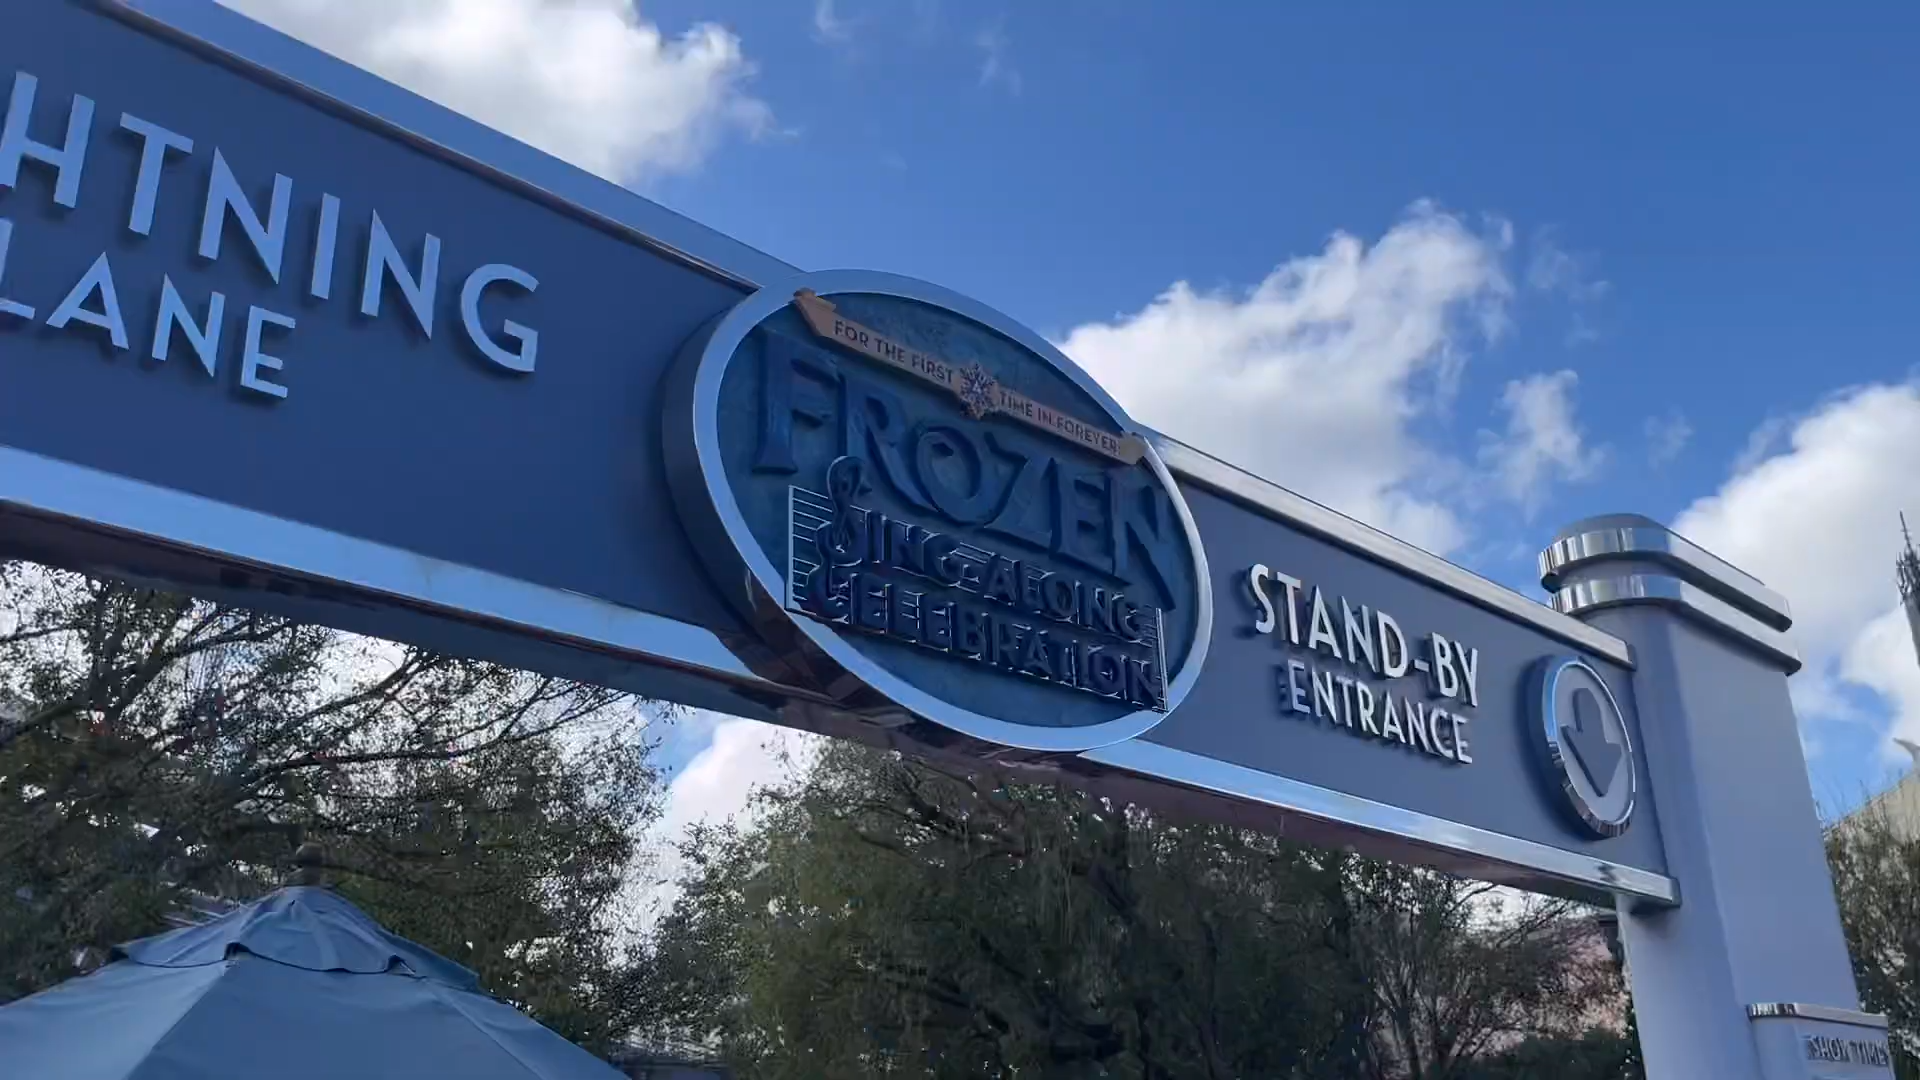 HTNING
LANE
FOR THE FIRST TIME IN FOREVER:
FROZEN
SING-ALONG
CELEBRATION
STAND-BY
ENTRANCE
SHOW TIMES